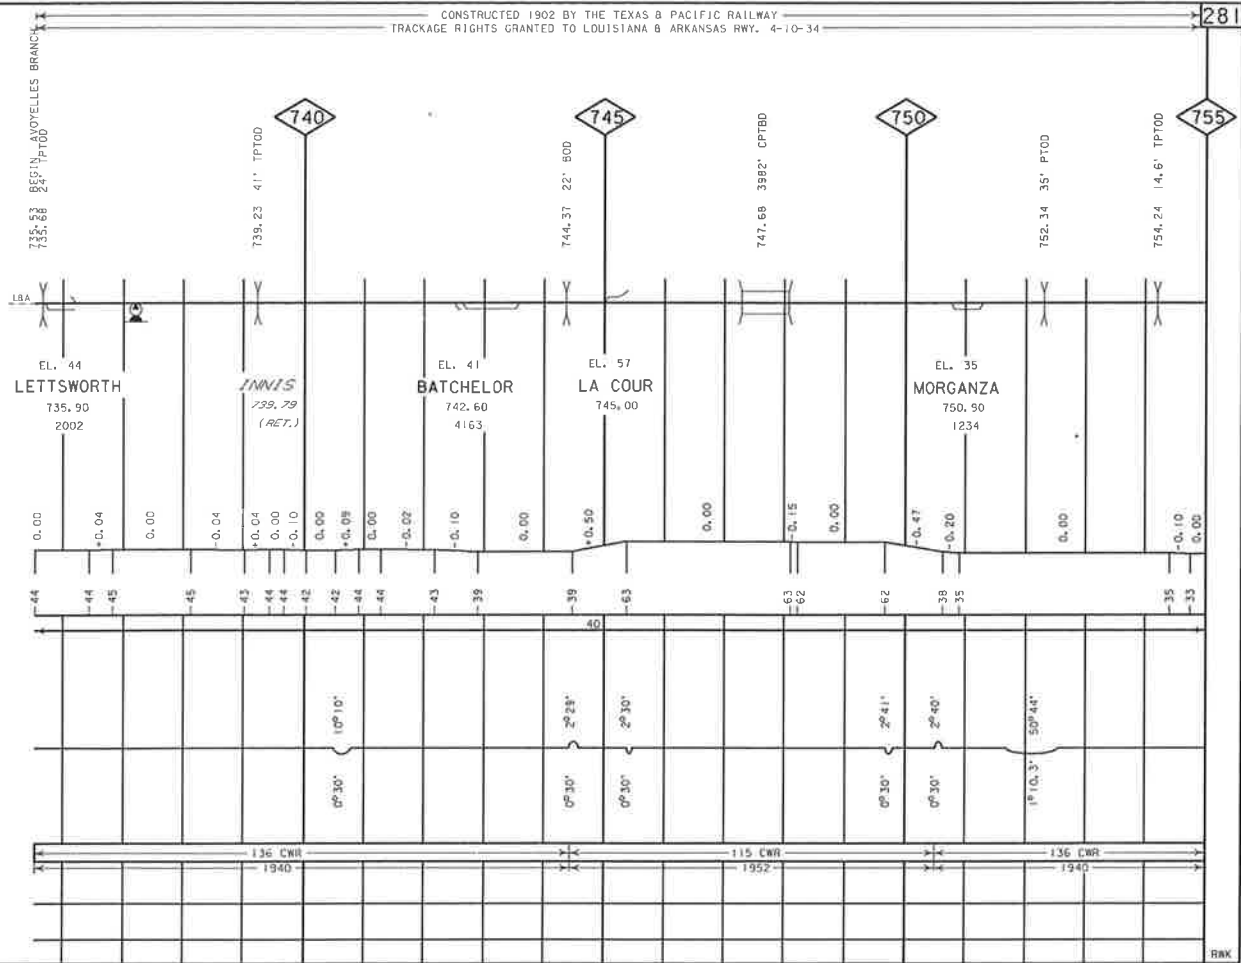 CONSTRUCTED 1902 BY THE TEXAS & PACIFIC RAILWAY
281
TRACKAGE RIGHTS GRANTED TO LOUISIANA & ARKANSAS RWY. 4-10-34
735.53 BEGIN AVOYELLES BRANCH
735.68 24' TPTOD
739.23 41' TPTOD
740
744.37 22' BOD
745
747.68 3982' CPTBD
750
752.34 35' PTOD
754.24 14.6' TPTOD
755
L&A
EL. 44
LETTSWORTH
735.90
2002
INNIS
739.79
(RET.)
EL. 41
BATCHELOR
742.60
4163
EL. 57
LA COUR
745.00
EL. 35
MORGANZA
750.90
1234
0.00 +0.04 0.00 -0.04 +0.04 0.00 -0.10 0.00 +0.09 0.00 -0.02 -0.10 0.00 +0.50 0.00 -0.15 0.00 -0.47 -0.20 0.00 -0.10 0.00
44 44 45 45 43 44 44 42 42 44 44 43 39 39 63 63 62 62 38 35 35 33
40
10°10' 2°29' 2°30' 2°41' 2°40' 50°44'
0°30' 0°30' 0°30' 0°30' 0°30' 1°10.3'
136 CWR 115 CWR 136 CWR
1940 1952 1940
RWK